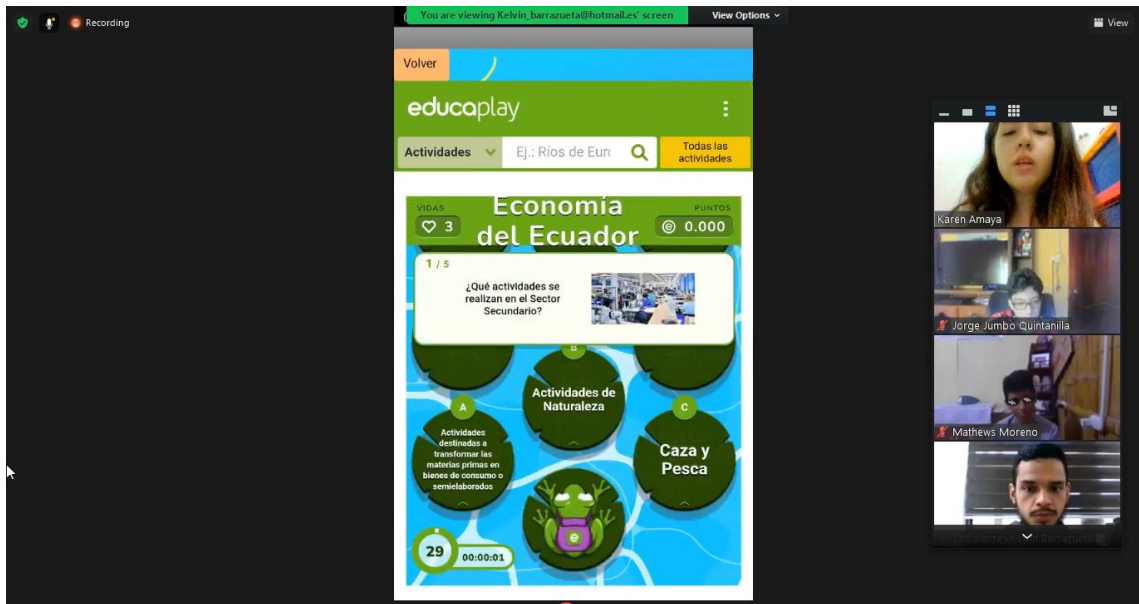 Recording
You are viewing Kelvin_barrazueta@hotmail.es' screen
View Options
View
Volver
educaplay
Actividades
Ej.: Ríos de Euro
Todas las
actividades
VIDAS
3
Economía
del Ecuador
PUNTOS
0.000
1 / 5
¿Qué actividades se
realizan en el Sector
Secundario?
B
Actividades de
Naturaleza
A
Actividades
destinadas a
transformar las
materias primas en
bienes de consumo o
semielaborados
C
Caza y
Pesca
e
29
00:00:01
Karen Amaya
Jorge Jumbo Quintanilla
Mathews Moreno